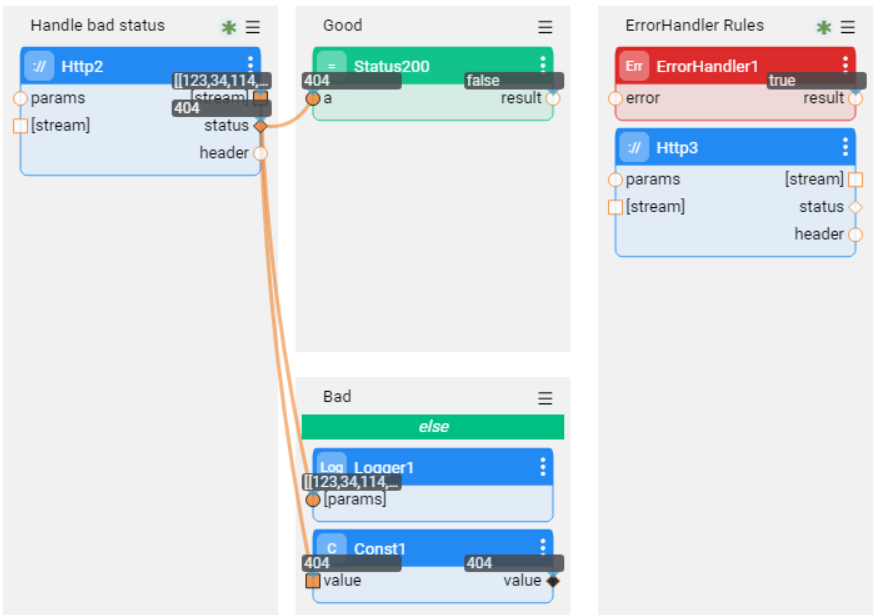 Handle bad status
:// Http2
[[123,34,114,...
params [stream]
404
[stream] status
header
Good
= Status200
404 false
a result
Bad
else
Log Logger1
[[123,34,114,...
[params]
C Const1
404 404
value value
ErrorHandler Rules
Err ErrorHandler1
true
error result
:// Http3
params [stream]
[stream] status
header